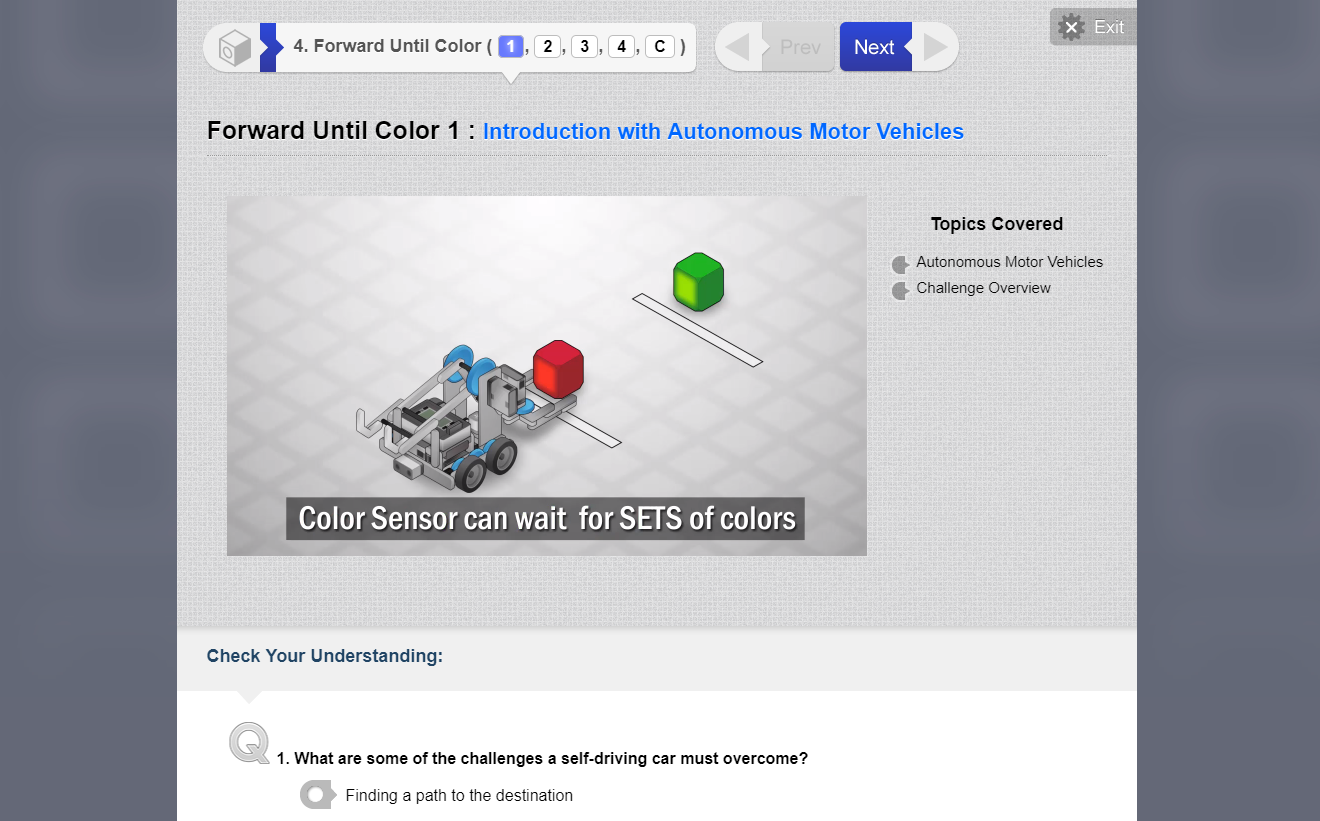 4. Forward Until Color ( 1, 2, 3, 4, C )
Prev
Next
Exit
Forward Until Color 1 : Introduction with Autonomous Motor Vehicles
Topics Covered
Autonomous Motor Vehicles
Challenge Overview
Color Sensor can wait for SETS of colors
Check Your Understanding:
Q
1. What are some of the challenges a self-driving car must overcome?
Finding a path to the destination